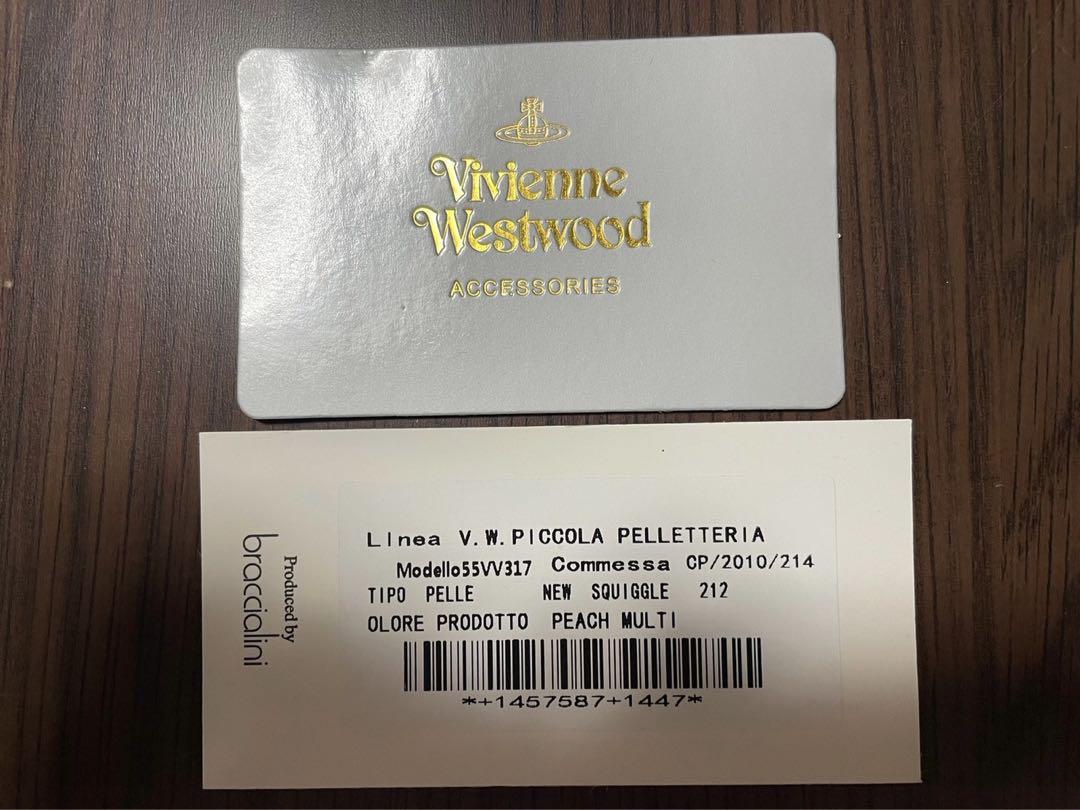 Vivienne
Westwood
ACCESSORIES
LInea V.W.PICCOLA PELLETTERIA
Modello55VV317 Commessa CP/2010/214
TIPO PELLE NEW SQUIGGLE 212
OLORE PRODOTTO PEACH MULTI
*+1457587+1447*
Produced by
braccialini